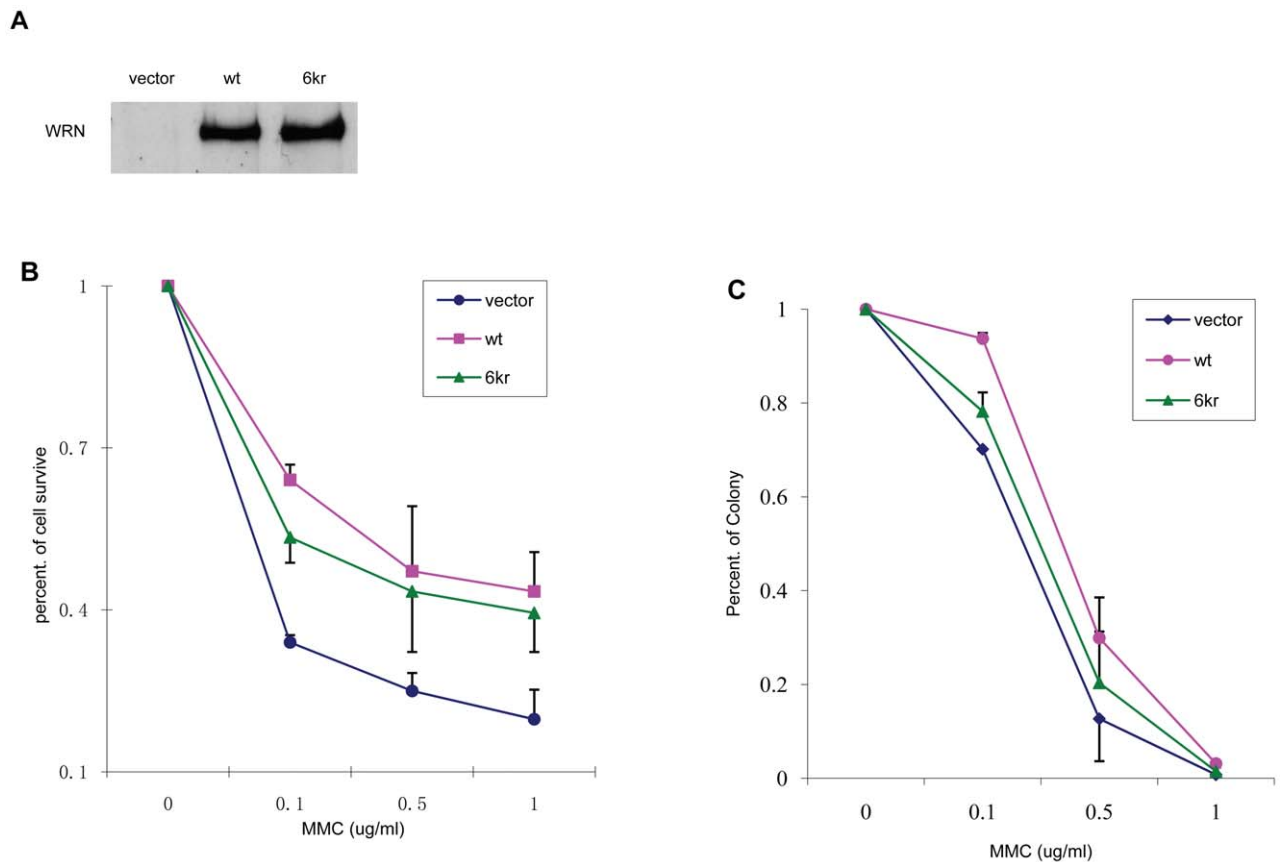 A
vector wt 6kr
WRN
B
1
0.7
0.4
0.1
percent. of cell survive
0 0.1 0.5 1
MMC (ug/ml)
vector
wt
6kr
C
1
0.8
0.6
0.4
0.2
0
Percent. of Colony
0 0.1 0.5 1
MMC (ug/ml)
vector
wt
6kr